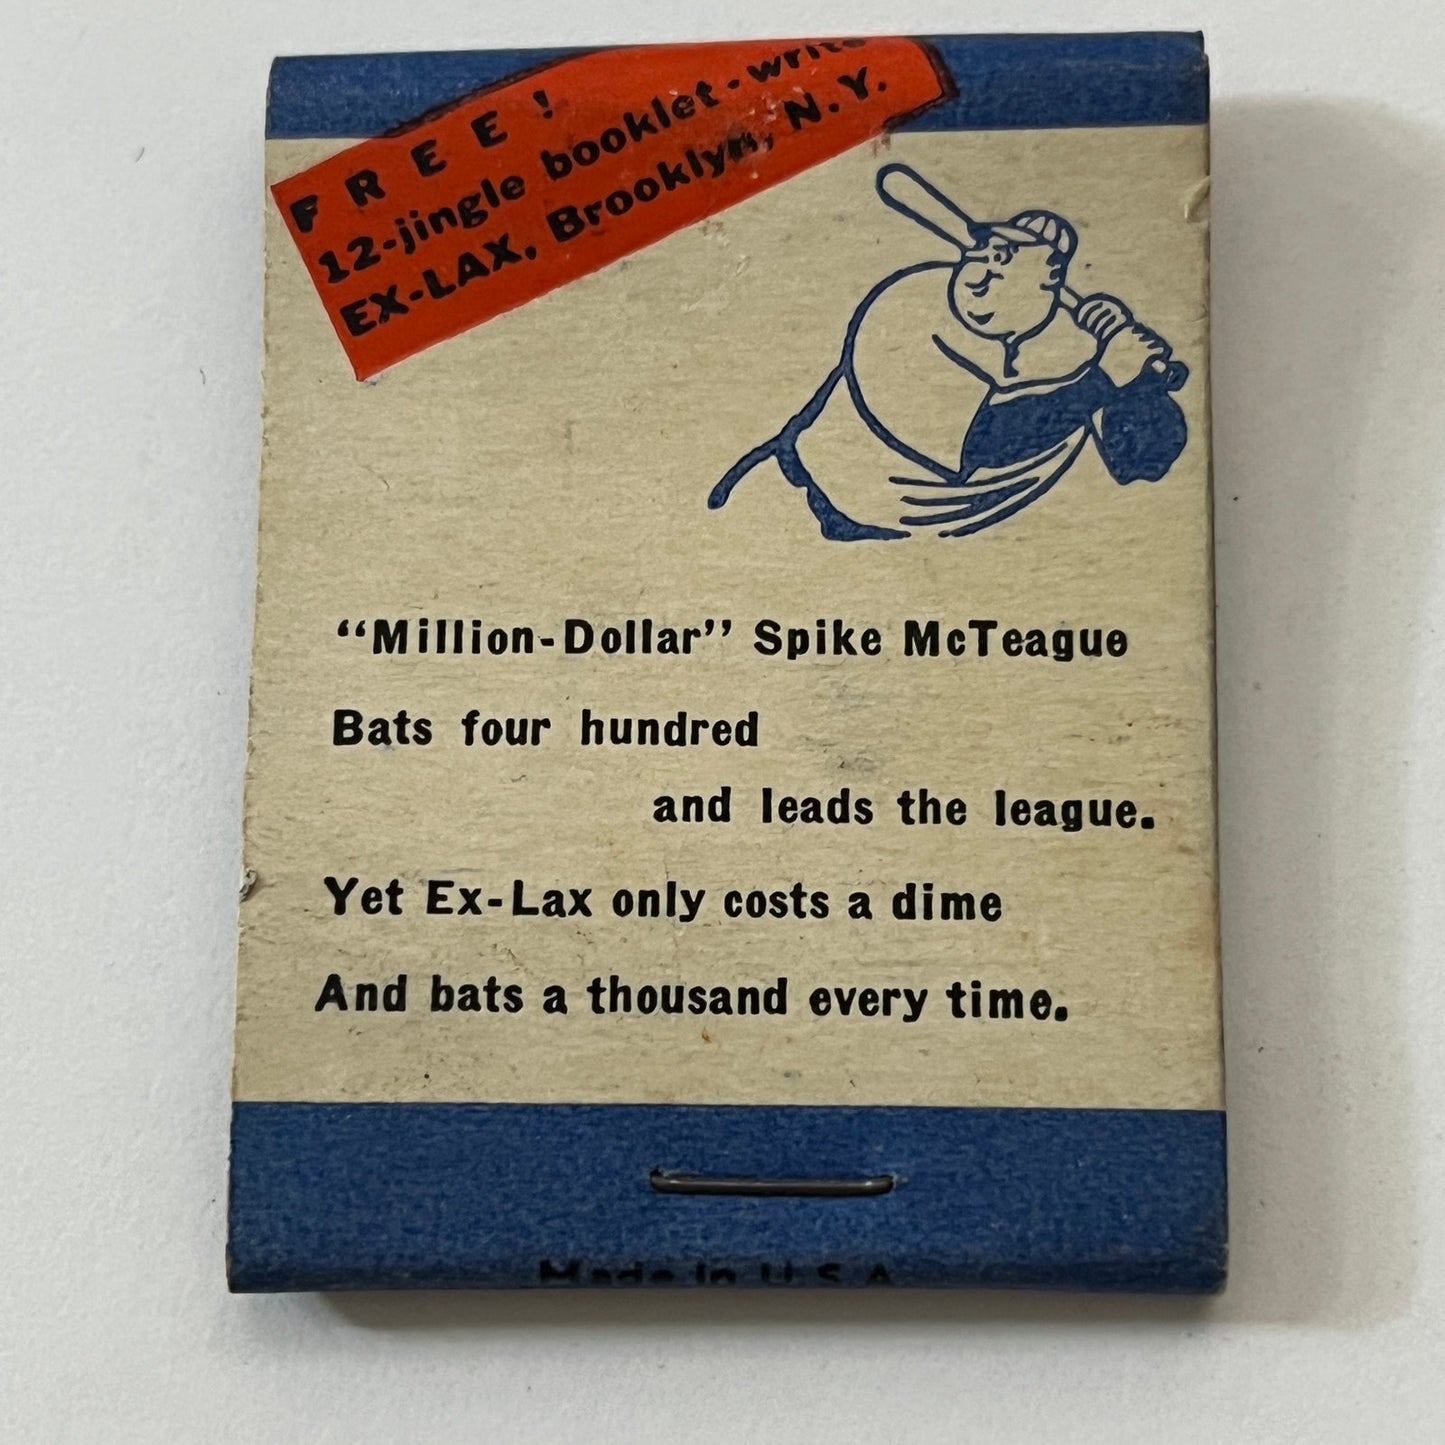 FREE!
12-jingle booklet - write
EX-LAX, Brooklyn, N.Y.
“Million-Dollar” Spike McTeague
Bats four hundred
and leads the league.
Yet Ex-Lax only costs a dime
And bats a thousand every time.
Made in U.S.A